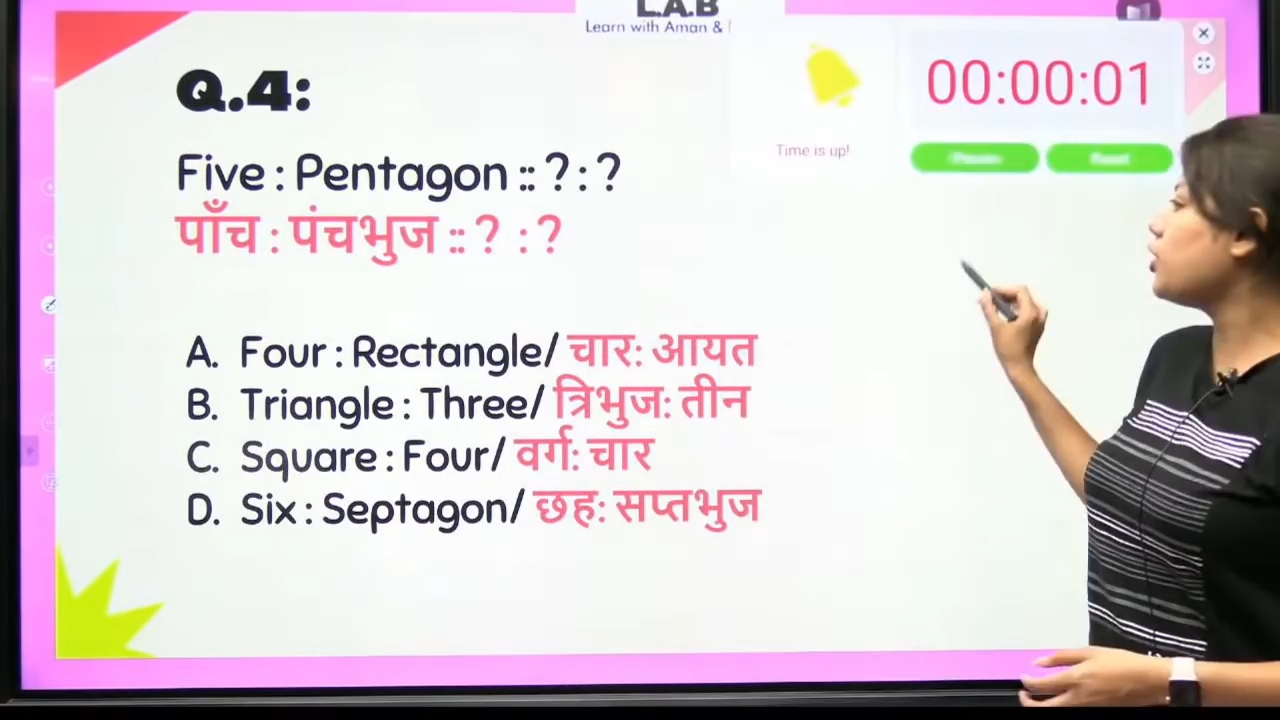 L.A.B
Learn with Aman &
Time is up!
00:00:01
Q.4:
Five : Pentagon :: ? : ?
पाँच : पंचभुज :: ? : ?
A. Four : Rectangle/ चार: आयत
B. Triangle : Three/ त्रिभुज: तीन
C. Square : Four/ वर्ग: चार
D. Six : Septagon/ छह: सप्तभुज